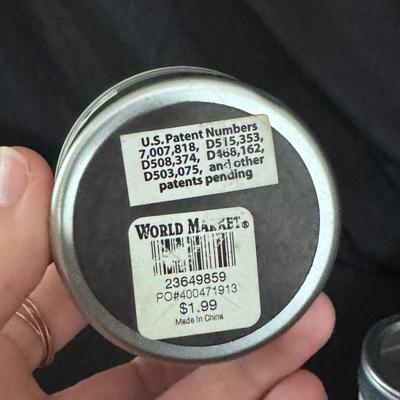 U.S. Patent Numbers
7,007,818, D515,353,
D508,374, D468,162,
D503,075, and other
patents pending
WORLD MARKET®
23649859
PO#400471913
$1.99
Made In China